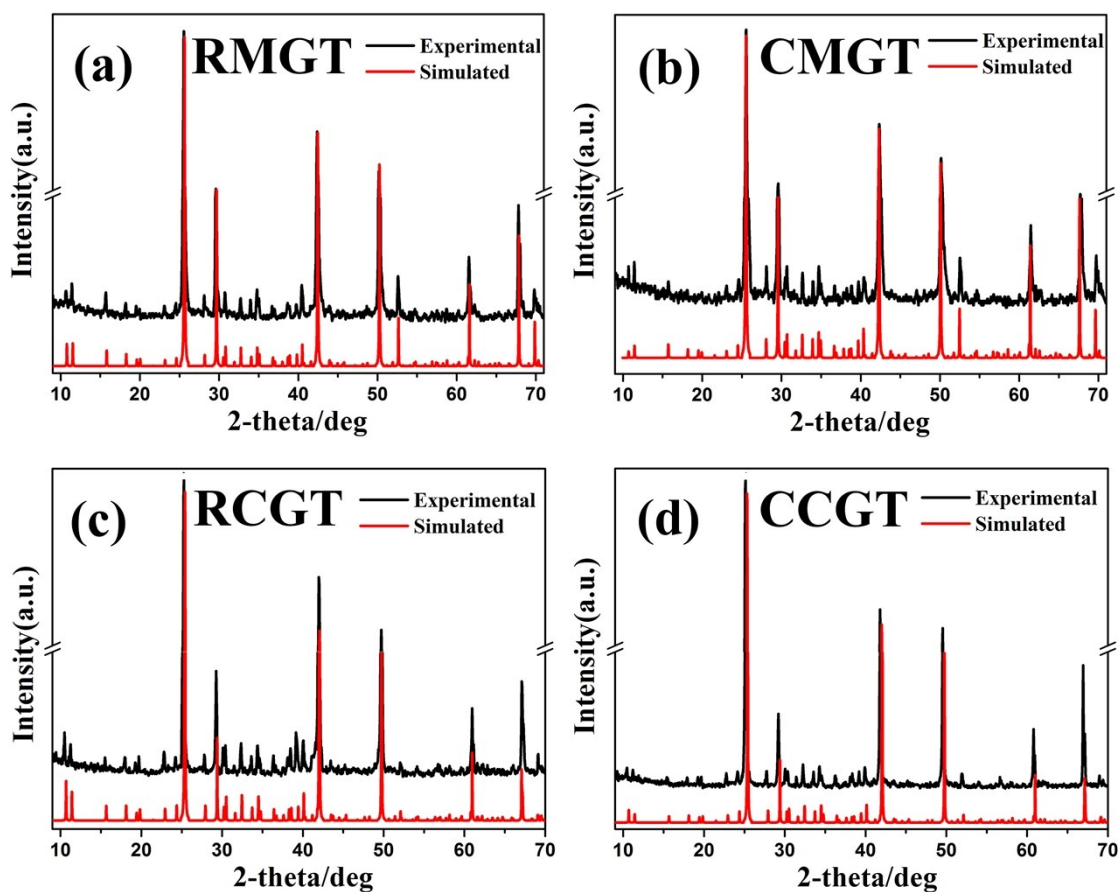 (a) RMGT
Experimental
Simulated
Intensity(a.u.)
10 20 30 40 50 60 70
2-theta/deg
(b) CMGT
Experimental
Simulated
Intensity(a.u.)
10 20 30 40 50 60 70
2-theta/deg
(c) RCGT
Experimental
Simulated
Intensity(a.u.)
10 20 30 40 50 60 70
2-theta/deg
(d) CCGT
Experimental
Simulated
Intensity(a.u.)
10 20 30 40 50 60 70
2-theta/deg